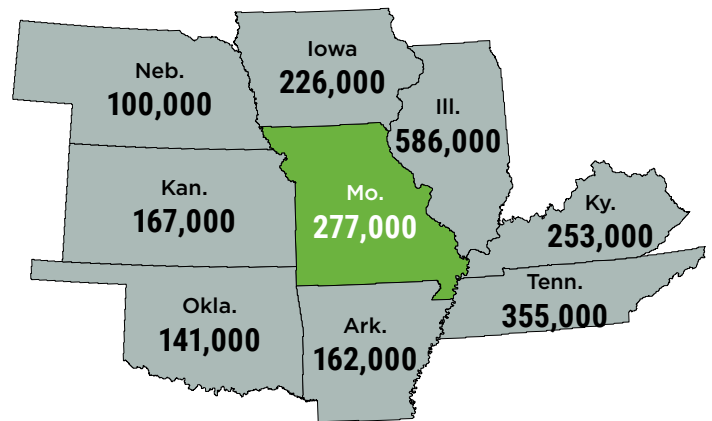 Iowa
226,000
Neb.
100,000
Ill.
586,000
Kan.
167,000
Mo.
277,000
Ky.
253,000
Tenn.
355,000
Okla.
141,000
Ark.
162,000